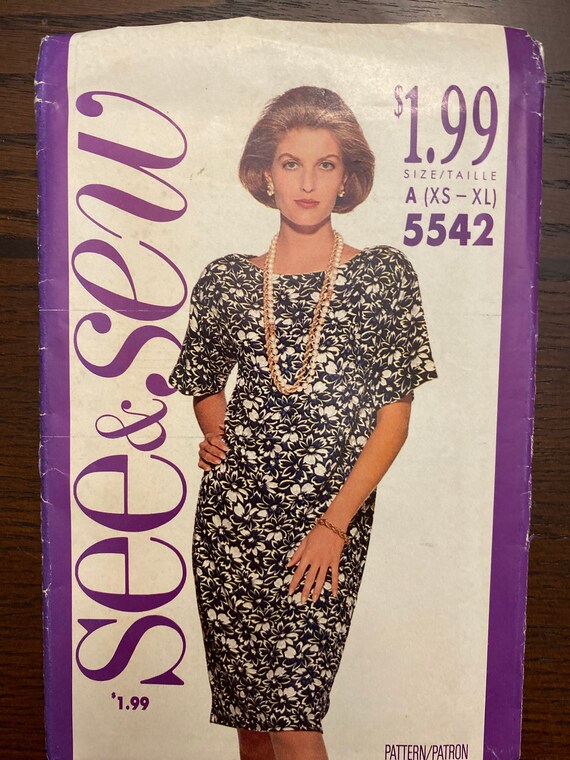 See & Sew
$1.99
$1.99
SIZE/TAILLE
A (XS – XL)
5542
PATTERN/PATRON